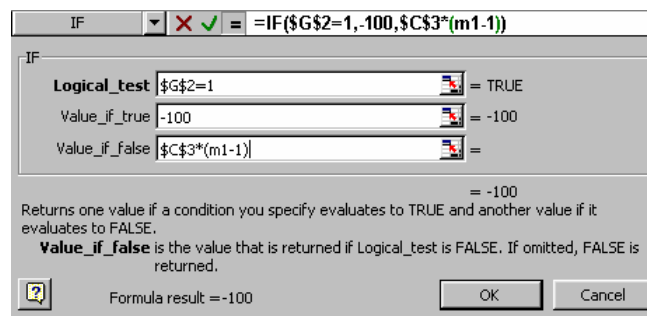 IF = =IF($G$2=1,-100,$C$3*(m1-1))
IF
Logical_test $G$2=1 = TRUE
Value_if_true -100 = -100
Value_if_false $C$3*(m1-1) =
= -100
Returns one value if a condition you specify evaluates to TRUE and another value if it
evaluates to FALSE.
Value_if_false is the value that is returned if Logical_test is FALSE. If omitted, FALSE is
returned.
? Formula result =-100 OK Cancel